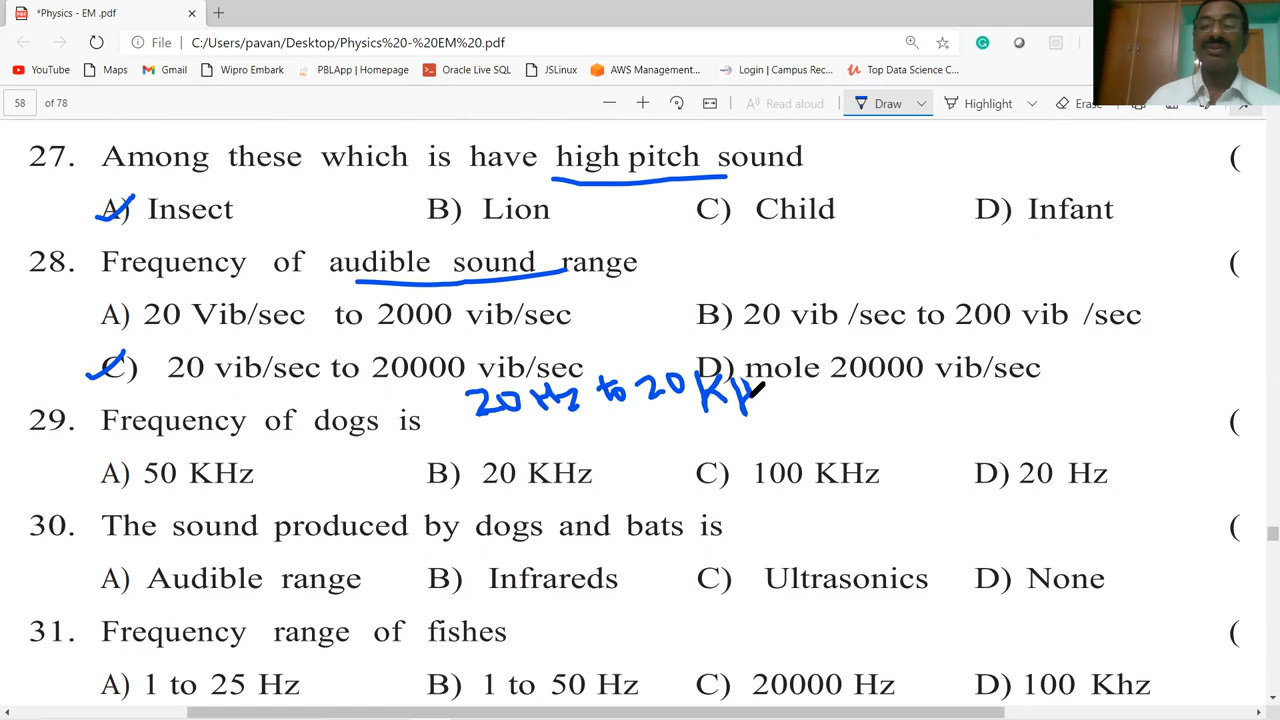 *Physics - EM .pdf
File C:/Users/pavan/Desktop/Physics%20-%20EM%20.pdf
YouTube Maps Gmail Wipro Embark PBLApp | Homepage Oracle Live SQL JSLinux AWS Management... Login | Campus Rec... Top Data Science C...
58 of 78 Read aloud Draw Highlight Erase
27. Among these which is have high pitch sound (
A) Insect B) Lion C) Child D) Infant
28. Frequency of audible sound range (
A) 20 Vib/sec to 2000 vib/sec B) 20 vib /sec to 200 vib /sec
C) 20 vib/sec to 20000 vib/sec D) mole 20000 vib/sec
20 Hz to 20 KH
29. Frequency of dogs is (
A) 50 KHz B) 20 KHz C) 100 KHz D) 20 Hz
30. The sound produced by dogs and bats is (
A) Audible range B) Infrareds C) Ultrasonics D) None
31. Frequency range of fishes (
A) 1 to 25 Hz B) 1 to 50 Hz C) 20000 Hz D) 100 Khz